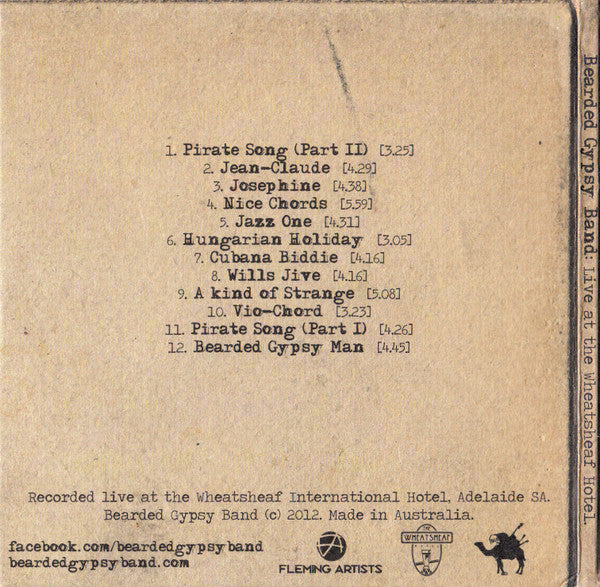 1. Pirate Song (Part II) [3.25]
2. Jean-Claude [4.29]
3. Josephine [4.38]
4. Nice Chords [5.59]
5. Jazz One [4.31]
6. Hungarian Holiday [3.05]
7. Cubana Biddie [4.16]
8. Wills Jive [4.16]
9. A kind of Strange [5.08]
10. Vio-Chord [3.23]
11. Pirate Song (Part I) [4.26]
12. Bearded Gypsy Man [4.45]
Recorded live at the Wheatsheaf International Hotel, Adelaide SA.
Bearded Gypsy Band (c) 2012. Made in Australia.
facebook.com/beardedgypsyband
beardedgypsyband.com
FLEMING ARTISTS
THE
WHEATSHEAF
Bearded Gypsy Band: Live at the Wheatsheaf Hotel.